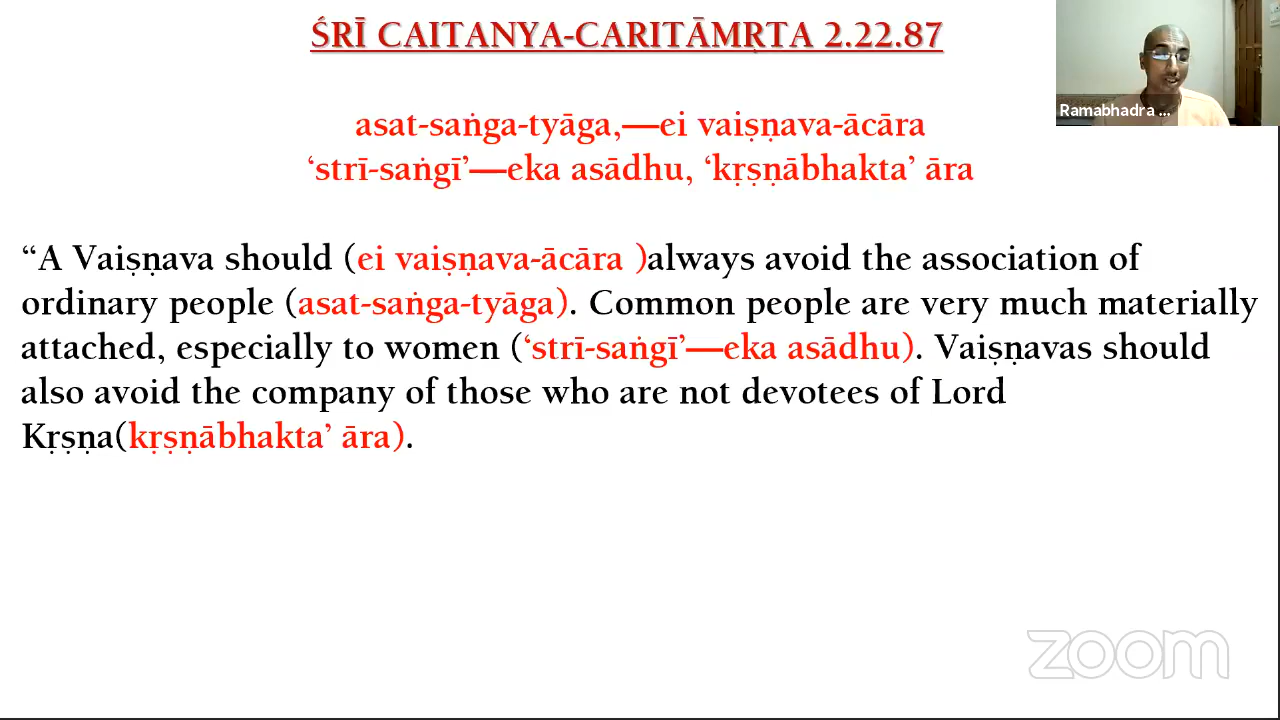 ŚRĪ CAITANYA-CARITĀMṚTA 2.22.87
Ramabhadra ...
asat-saṅga-tyāga,—ei vaiṣṇava-ācāra
‘strī-saṅgī’—eka asādhu, ‘kṛṣṇābhakta’ āra
“A Vaiṣṇava should (ei vaiṣṇava-ācāra )always avoid the association of
ordinary people (asat-saṅga-tyāga). Common people are very much materially
attached, especially to women (‘strī-saṅgī’—eka asādhu). Vaiṣṇavas should
also avoid the company of those who are not devotees of Lord
Kṛṣṇa(kṛṣṇābhakta’ āra).
zoom